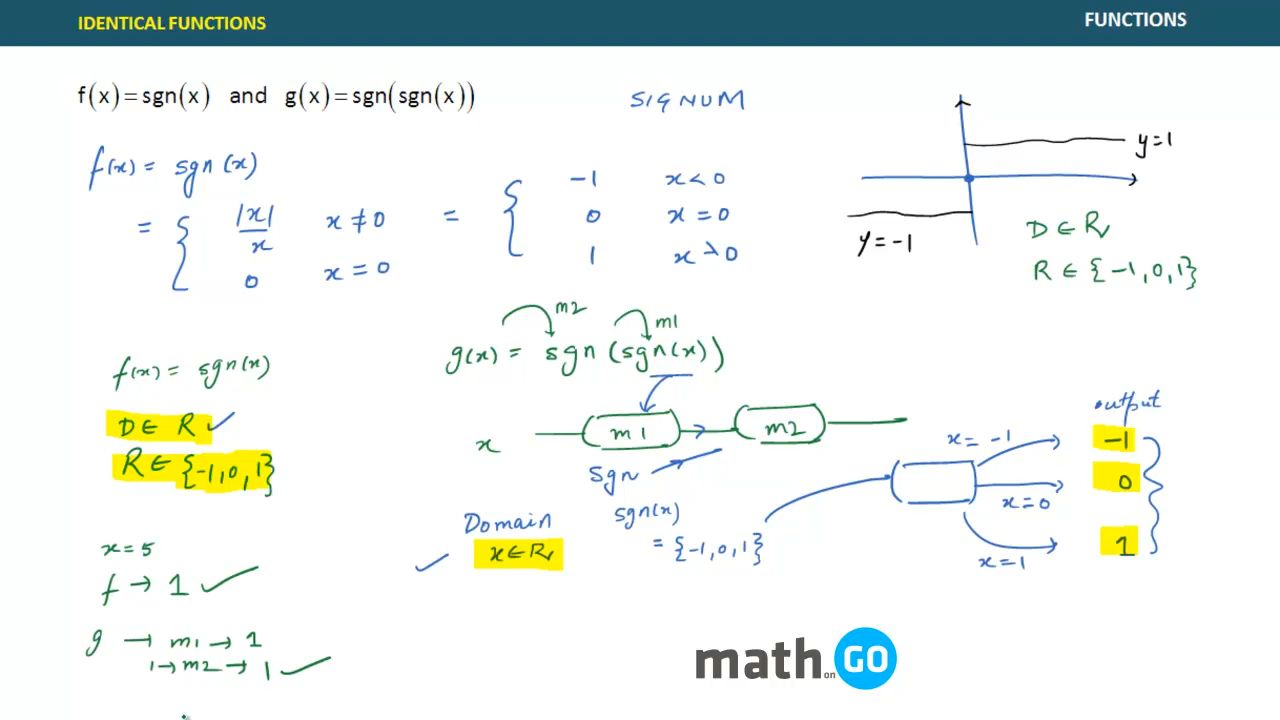 IDENTICAL FUNCTIONS
FUNCTIONS
f(x)=sgn(x) and g(x)=sgn(sgn(x))
SIGNUM
y=1
y=-1
D ∈ R
R ∈ {-1,0,1}
f(x) = sgn(x)
= { |x|/x x≠0 = { -1 x<0
0 x=0
0 x=0 1 x>0
m2
m1
g(x) = sgn(sgn(x))
f(x) = sgn(x)
D ∈ R ✓
R ∈ {-1,0,1}
x m1 m2
sgn
output
x=-1 -1
x=0 0
x=1 1
Domain
x ∈ R
sgn(x)
= {-1,0,1}
x=5
f → 1 ✓
g → m1 → 1
1 → m2 → 1 ✓
math on GO